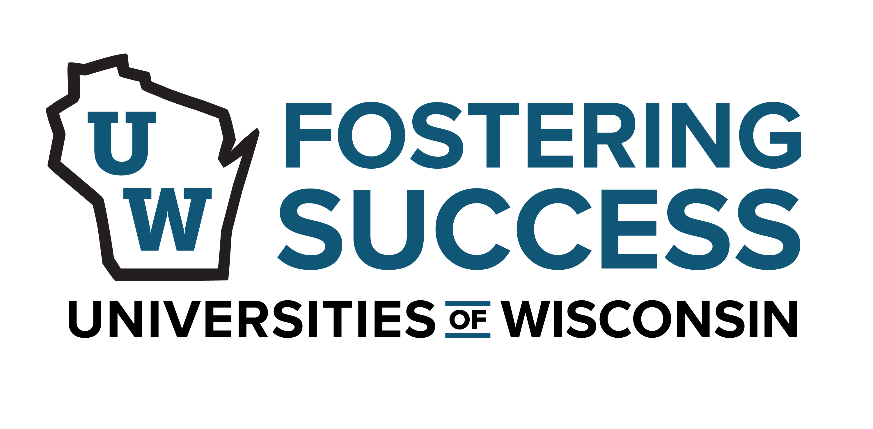 U
W
FOSTERING
SUCCESS
UNIVERSITIES OF WISCONSIN